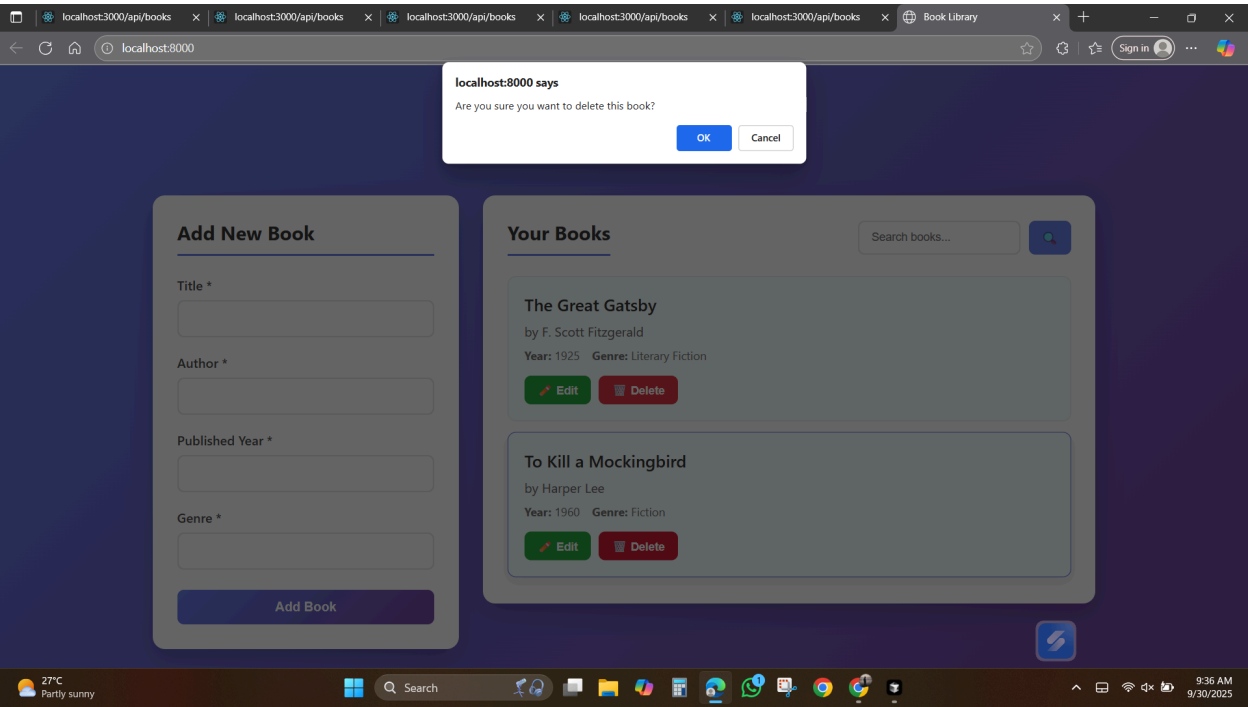 localhost:3000/api/books
localhost:3000/api/books
localhost:3000/api/books
localhost:3000/api/books
localhost:3000/api/books
Book Library
localhost:8000
Sign in
localhost:8000 says
Are you sure you want to delete this book?
OK
Cancel
Add New Book
Title *
Author *
Published Year *
Genre *
Add Book
Your Books
Search books...
The Great Gatsby
by F. Scott Fitzgerald
Year: 1925 Genre: Literary Fiction
Edit
Delete
To Kill a Mockingbird
by Harper Lee
Year: 1960 Genre: Fiction
Edit
Delete
27°C
Partly sunny
Search
1
9:36 AM
9/30/2025